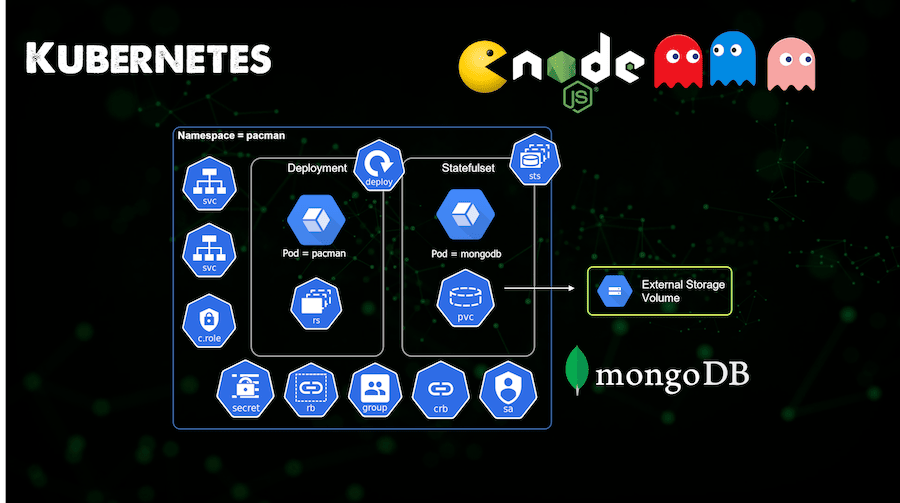 KUBERNETES
node
JS
®
Namespace = pacman
svc
svc
c.role
Deployment
deploy
Pod = pacman
rs
Statefulset
sts
Pod = mongodb
pvc
External Storage
Volume
secret
rb
group
crb
sa
mongoDB